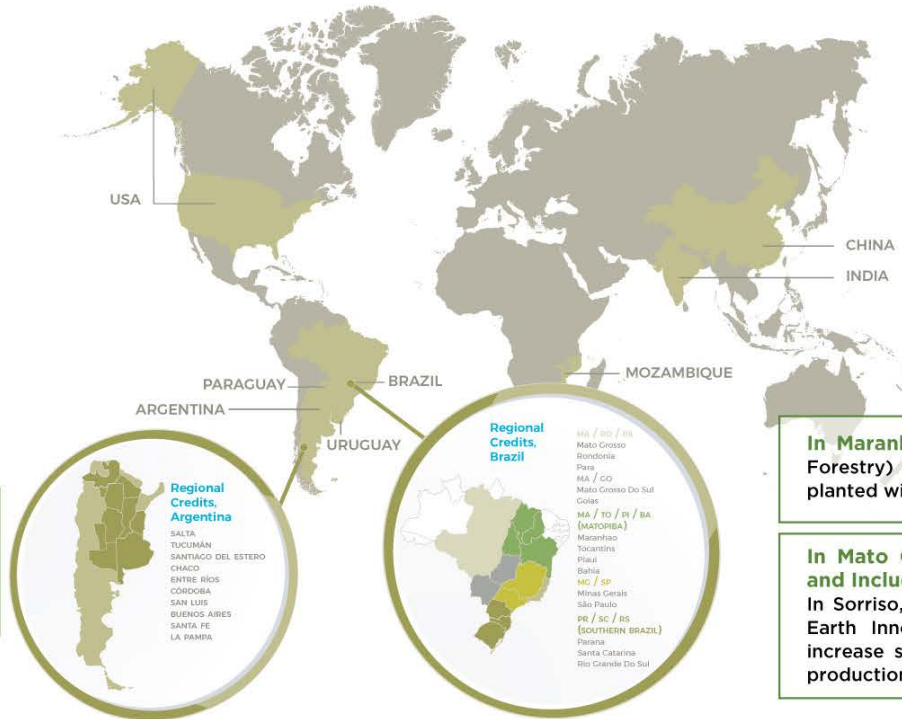 USA
CHINA
INDIA
MOZAMBIQUE
PARAGUAY
BRAZIL
ARGENTINA
URUGUAY
Regional
Credits,
Argentina
SALTA
TUCUMÁN
SANTIAGO DEL ESTERO
CHACO
ENTRE RÍOS
CÓRDOBA
SAN LUIS
BUENOS AIRES
SANTA FE
LA PAMPA
Regional
Credits,
Brazil
MA / RO / PA
Mato Grosso
Rondonia
Para
MA / GO
Mato Grosso Do Sul
Goias
MA / TO / PI / BA
(MATOPIBA)
Maranhao
Tocantins
Piaui
Bahia
MG / SP
Minas Gerais
São Paulo
PR / SC / RS
(SOUTHERN BRAZIL)
Parana
Santa Catarina
Rio Grande Do Sul
In Maranh
Forestry)
planted wi
In Mato
and Includ
In Sorriso,
Earth Inn
increase s
production